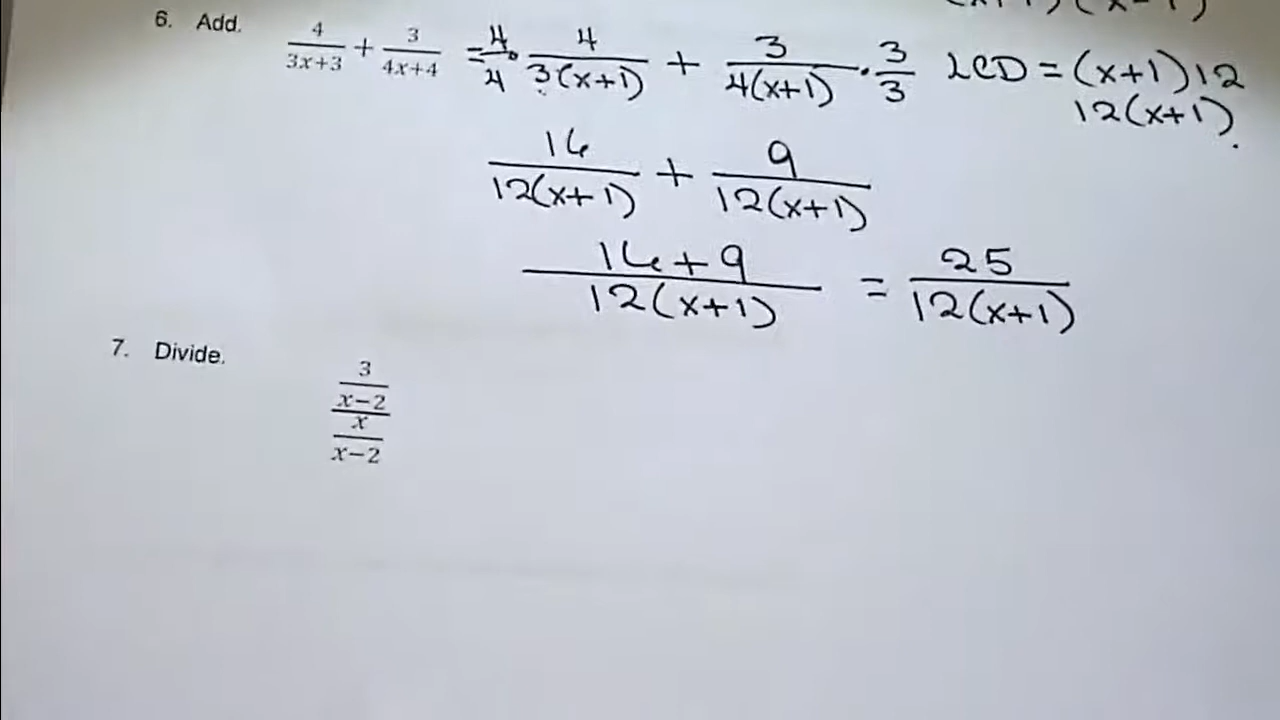 (x+1)(x-1)
6. Add. 4/(3x+3) + 3/(4x+4) = 4/4 · 4/(3(x+1)) + 3/(4(x+1)) · 3/3 LCD = (x+1)12
12(x+1).
16/(12(x+1)) + 9/(12(x+1))
(16+9)/(12(x+1)) = 25/(12(x+1))
7. Divide. (3/(x−2))/(x/(x−2))